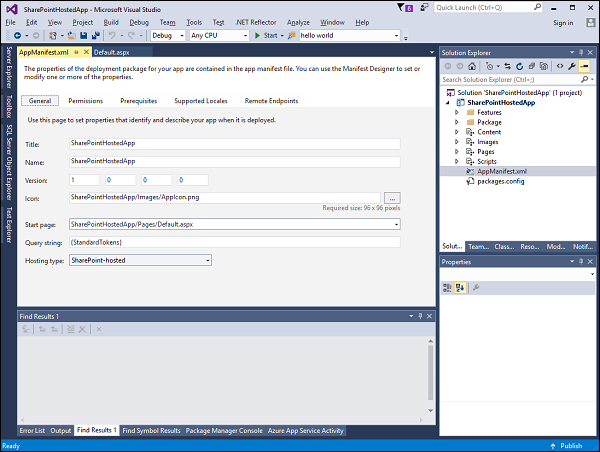 SharePointHostedApp - Microsoft Visual Studio
6
Quick Launch (Ctrl+Q)
FILE EDIT VIEW PROJECT BUILD DEBUG TEAM TOOLS TEST .NET Reflector ANALYZE WINDOW HELP
Sign in
Debug Any CPU Start hello world
Server Explorer
Toolbox
SQL Server Object Explorer
Test Explorer
AppManifest.xml Default.aspx
The properties of the deployment package for your app are contained in the app manifest file. You can use the Manifest Designer to set or
modify one or more of the properties.
General Permissions Prerequisites Supported Locales Remote Endpoints
Use this page to set properties that identify and describe your app when it is deployed.
Title: SharePointHostedApp
Name: SharePointHostedApp
Version: 1 0 0 0
Icon: SharePointHostedApp/Images/AppIcon.png ...
Required size: 96 x 96 pixels
Start page: SharePointHostedApp/Pages/Default.aspx
Query string: {StandardTokens}
Hosting type: SharePoint-hosted
Find Results 1
Error List Output Find Results 1 Find Symbol Results Package Manager Console Azure App Service Activity
Solution Explorer
Search Solution Explorer (Ctrl+;)
Solution 'SharePointHostedApp' (1 project)
SharePointHostedApp
Features
Package
Content
Images
Pages
Scripts
AppManifest.xml
packages.config
Solut... Team... Class... Reso... Mod... Notif...
Properties
Ready
Publish